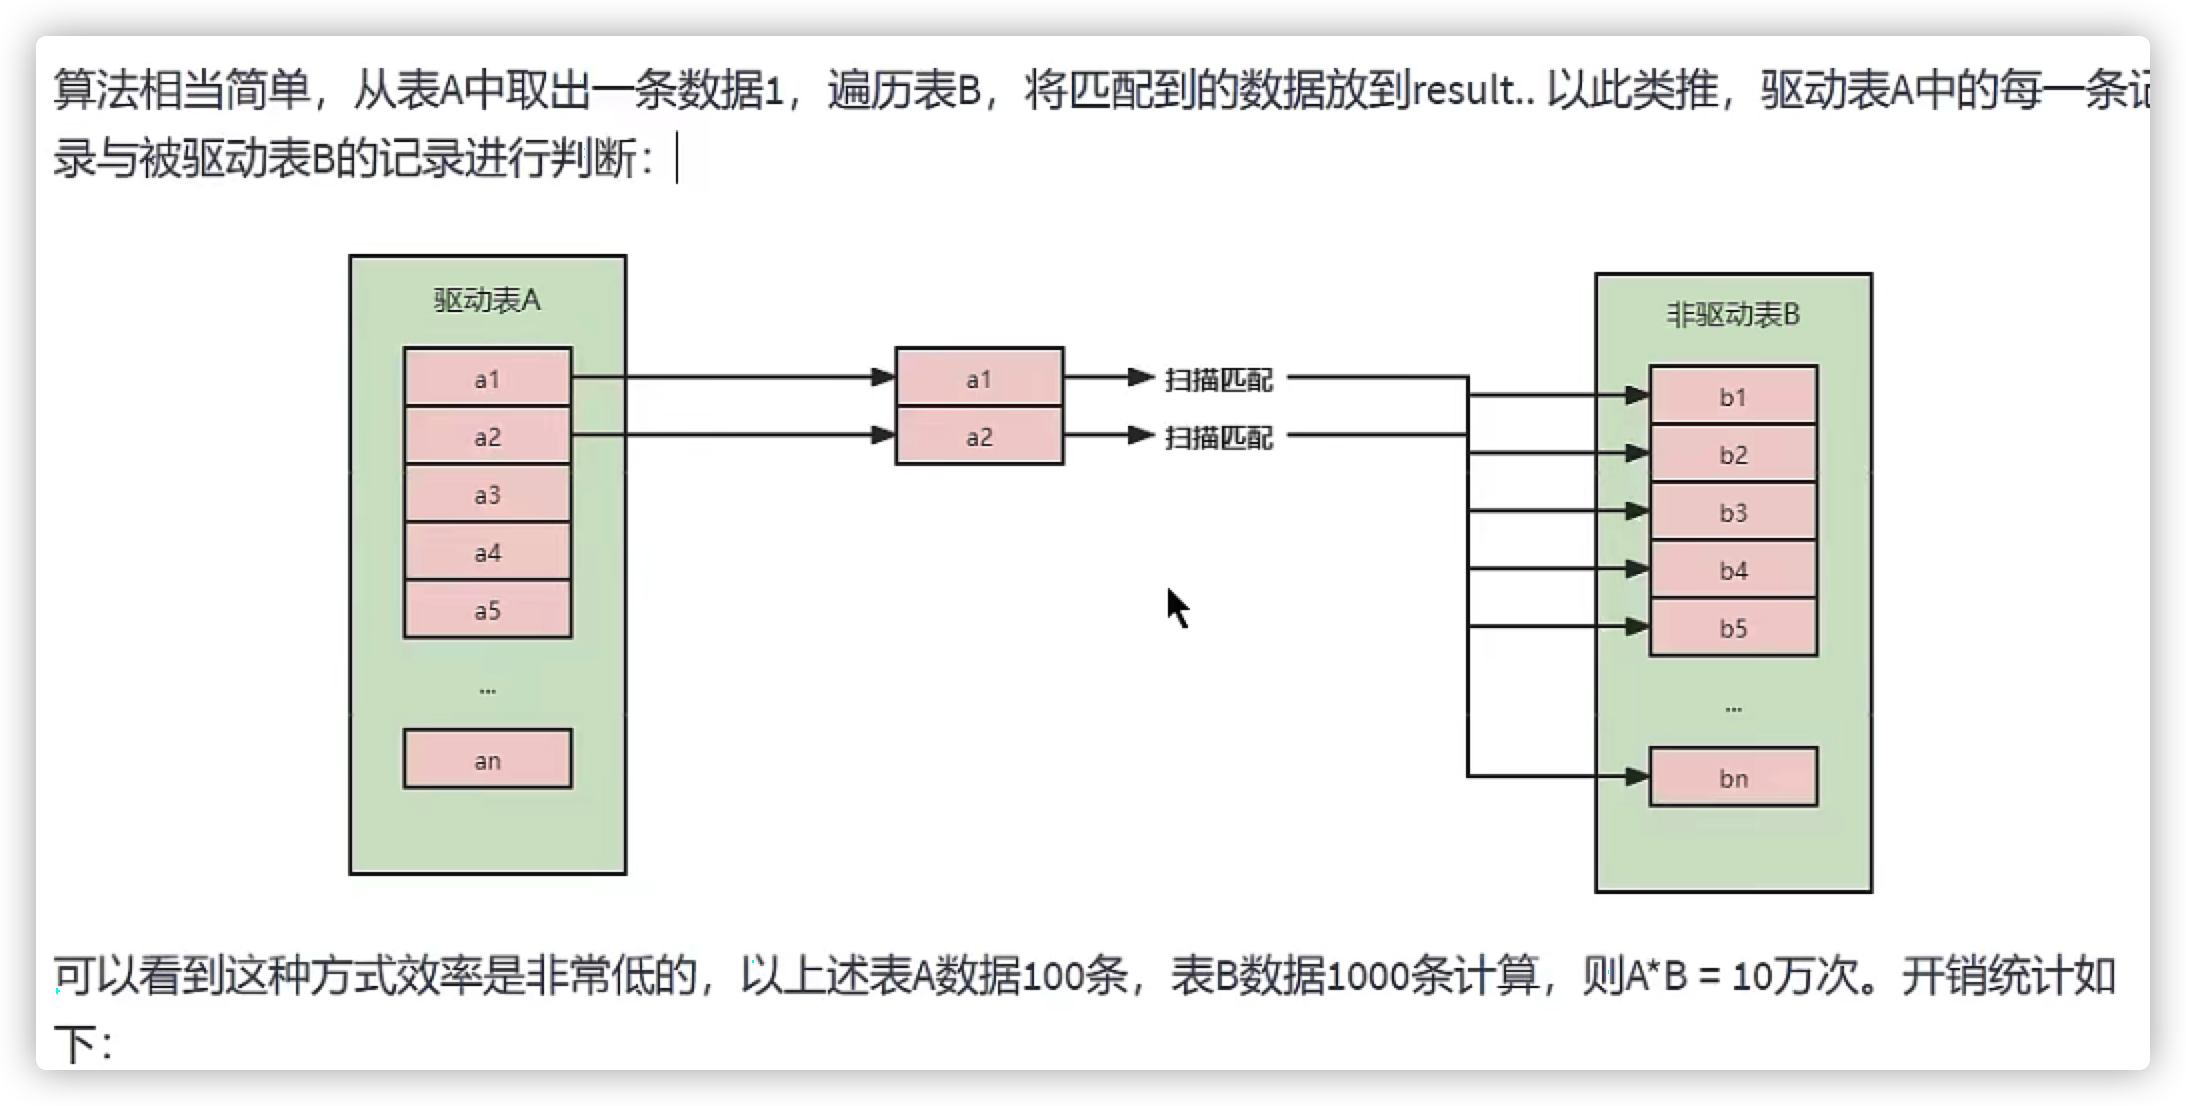 算法相当简单，从表A中取出一条数据1，遍历表B，将匹配到的数据放到result.. 以此类推，驱动表A中的每一条记
录与被驱动表B的记录进行判断：
驱动表A
a1
a2
a3
a4
a5
...
an
a1
a2
扫描匹配
扫描匹配
非驱动表B
b1
b2
b3
b4
b5
...
bn
可以看到这种方式效率是非常低的，以上述表A数据100条，表B数据1000条计算，则A*B = 10万次。开销统计如
下：